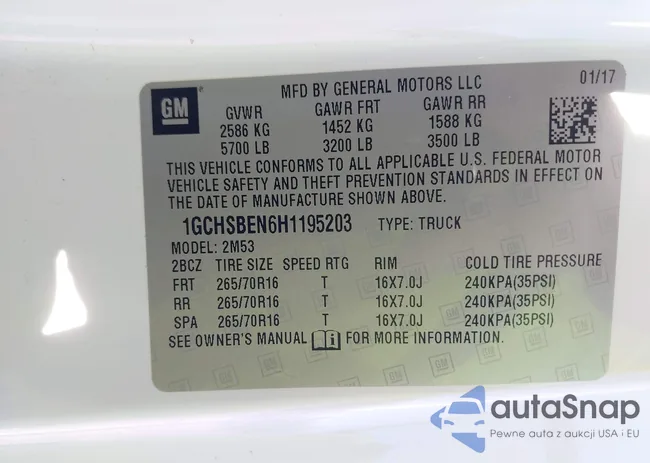 GM
MFD BY GENERAL MOTORS LLC
01/17
GVWR GAWR FRT GAWR RR
2586 KG 1452 KG 1588 KG
5700 LB 3200 LB 3500 LB
THIS VEHICLE CONFORMS TO ALL APPLICABLE U.S. FEDERAL MOTOR
VEHICLE SAFETY AND THEFT PREVENTION STANDARDS IN EFFECT ON
THE DATE OF MANUFACTURE SHOWN ABOVE.
1GCHSBEN6H1195203 TYPE: TRUCK
MODEL: 2M53
2BCZ TIRE SIZE SPEED RTG RIM COLD TIRE PRESSURE
FRT 265/70R16 T 16X7.0J 240KPA(35PSI)
RR 265/70R16 T 16X7.0J 240KPA(35PSI)
SPA 265/70R16 T 16X7.0J 240KPA(35PSI)
SEE OWNER'S MANUAL FOR MORE INFORMATION.
autaSnap
Pewne auta z aukcji USA i EU